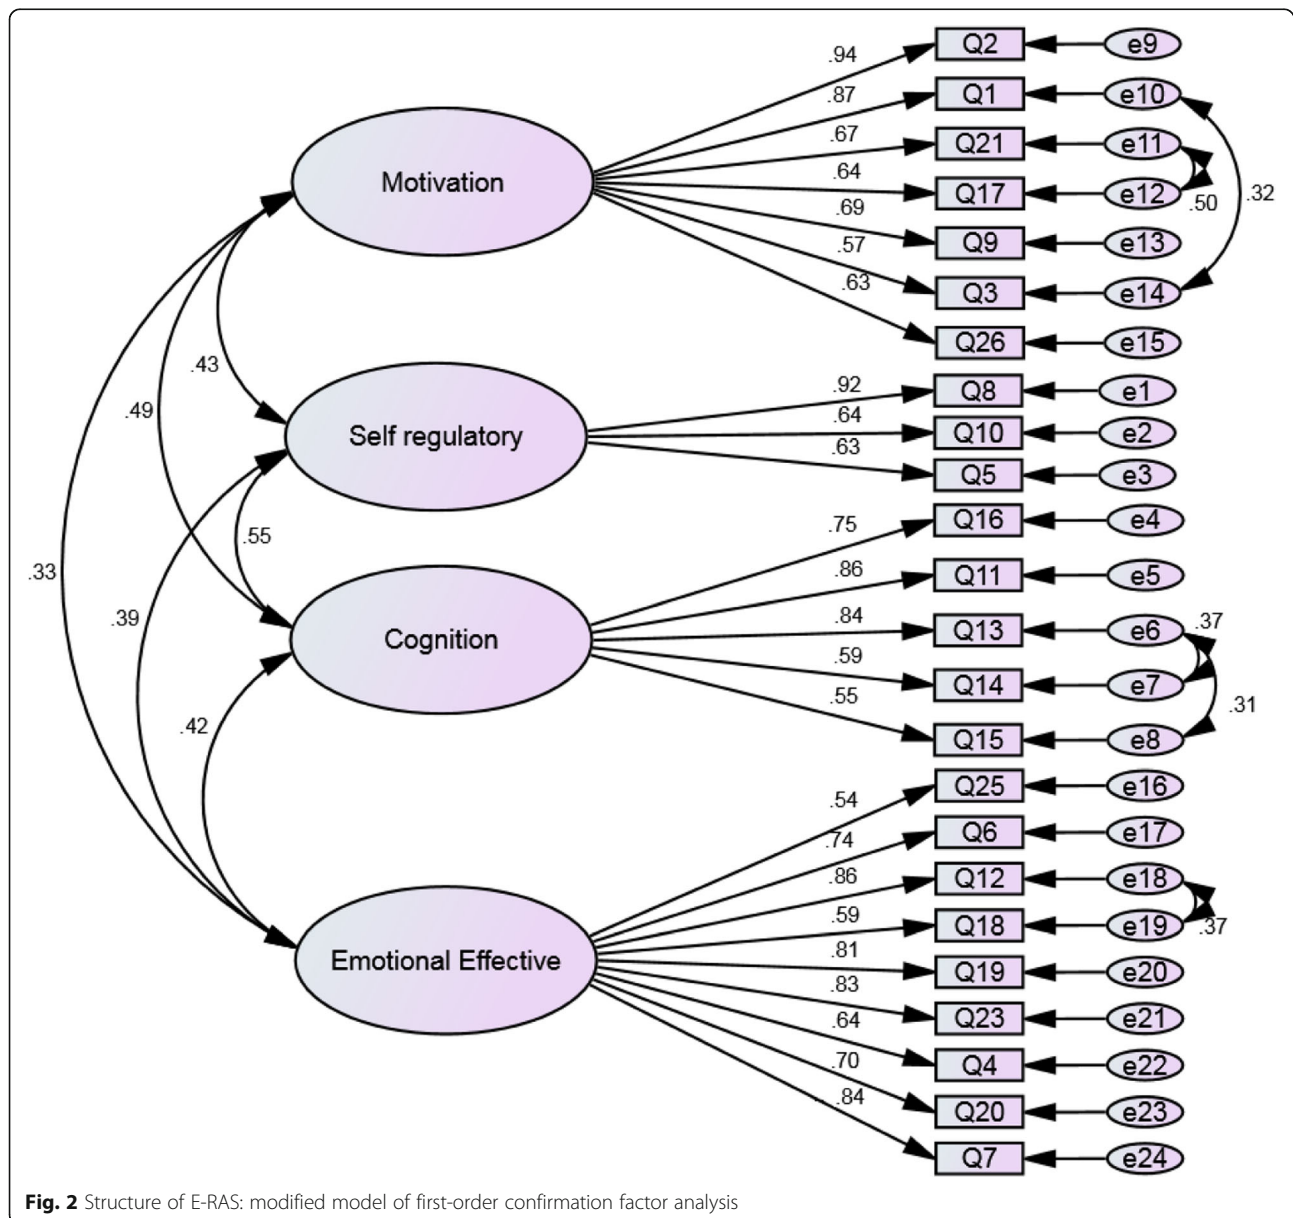 .94
Q2
e9
.87
Q1
e10
.67
Q21
e11
.64
Q17
e12
.50
.32
.69
Q9
e13
.57
Q3
e14
.63
Q26
e15
Motivation
.43
.49
.92
Q8
e1
.64
Q10
e2
.63
Q5
e3
Self regulatory
.55
.33
.39
.75
Q16
e4
.86
Q11
e5
.84
Q13
e6
.37
.59
Q14
e7
.31
.55
Q15
e8
Cognition
.42
.54
Q25
e16
.74
Q6
e17
.86
Q12
e18
.59
Q18
e19
.37
.81
Q19
e20
.83
Q23
e21
.64
Q4
e22
.70
Q20
e23
.84
Q7
e24
Emotional Effective
Fig. 2 Structure of E-RAS: modified model of first-order confirmation factor analysis